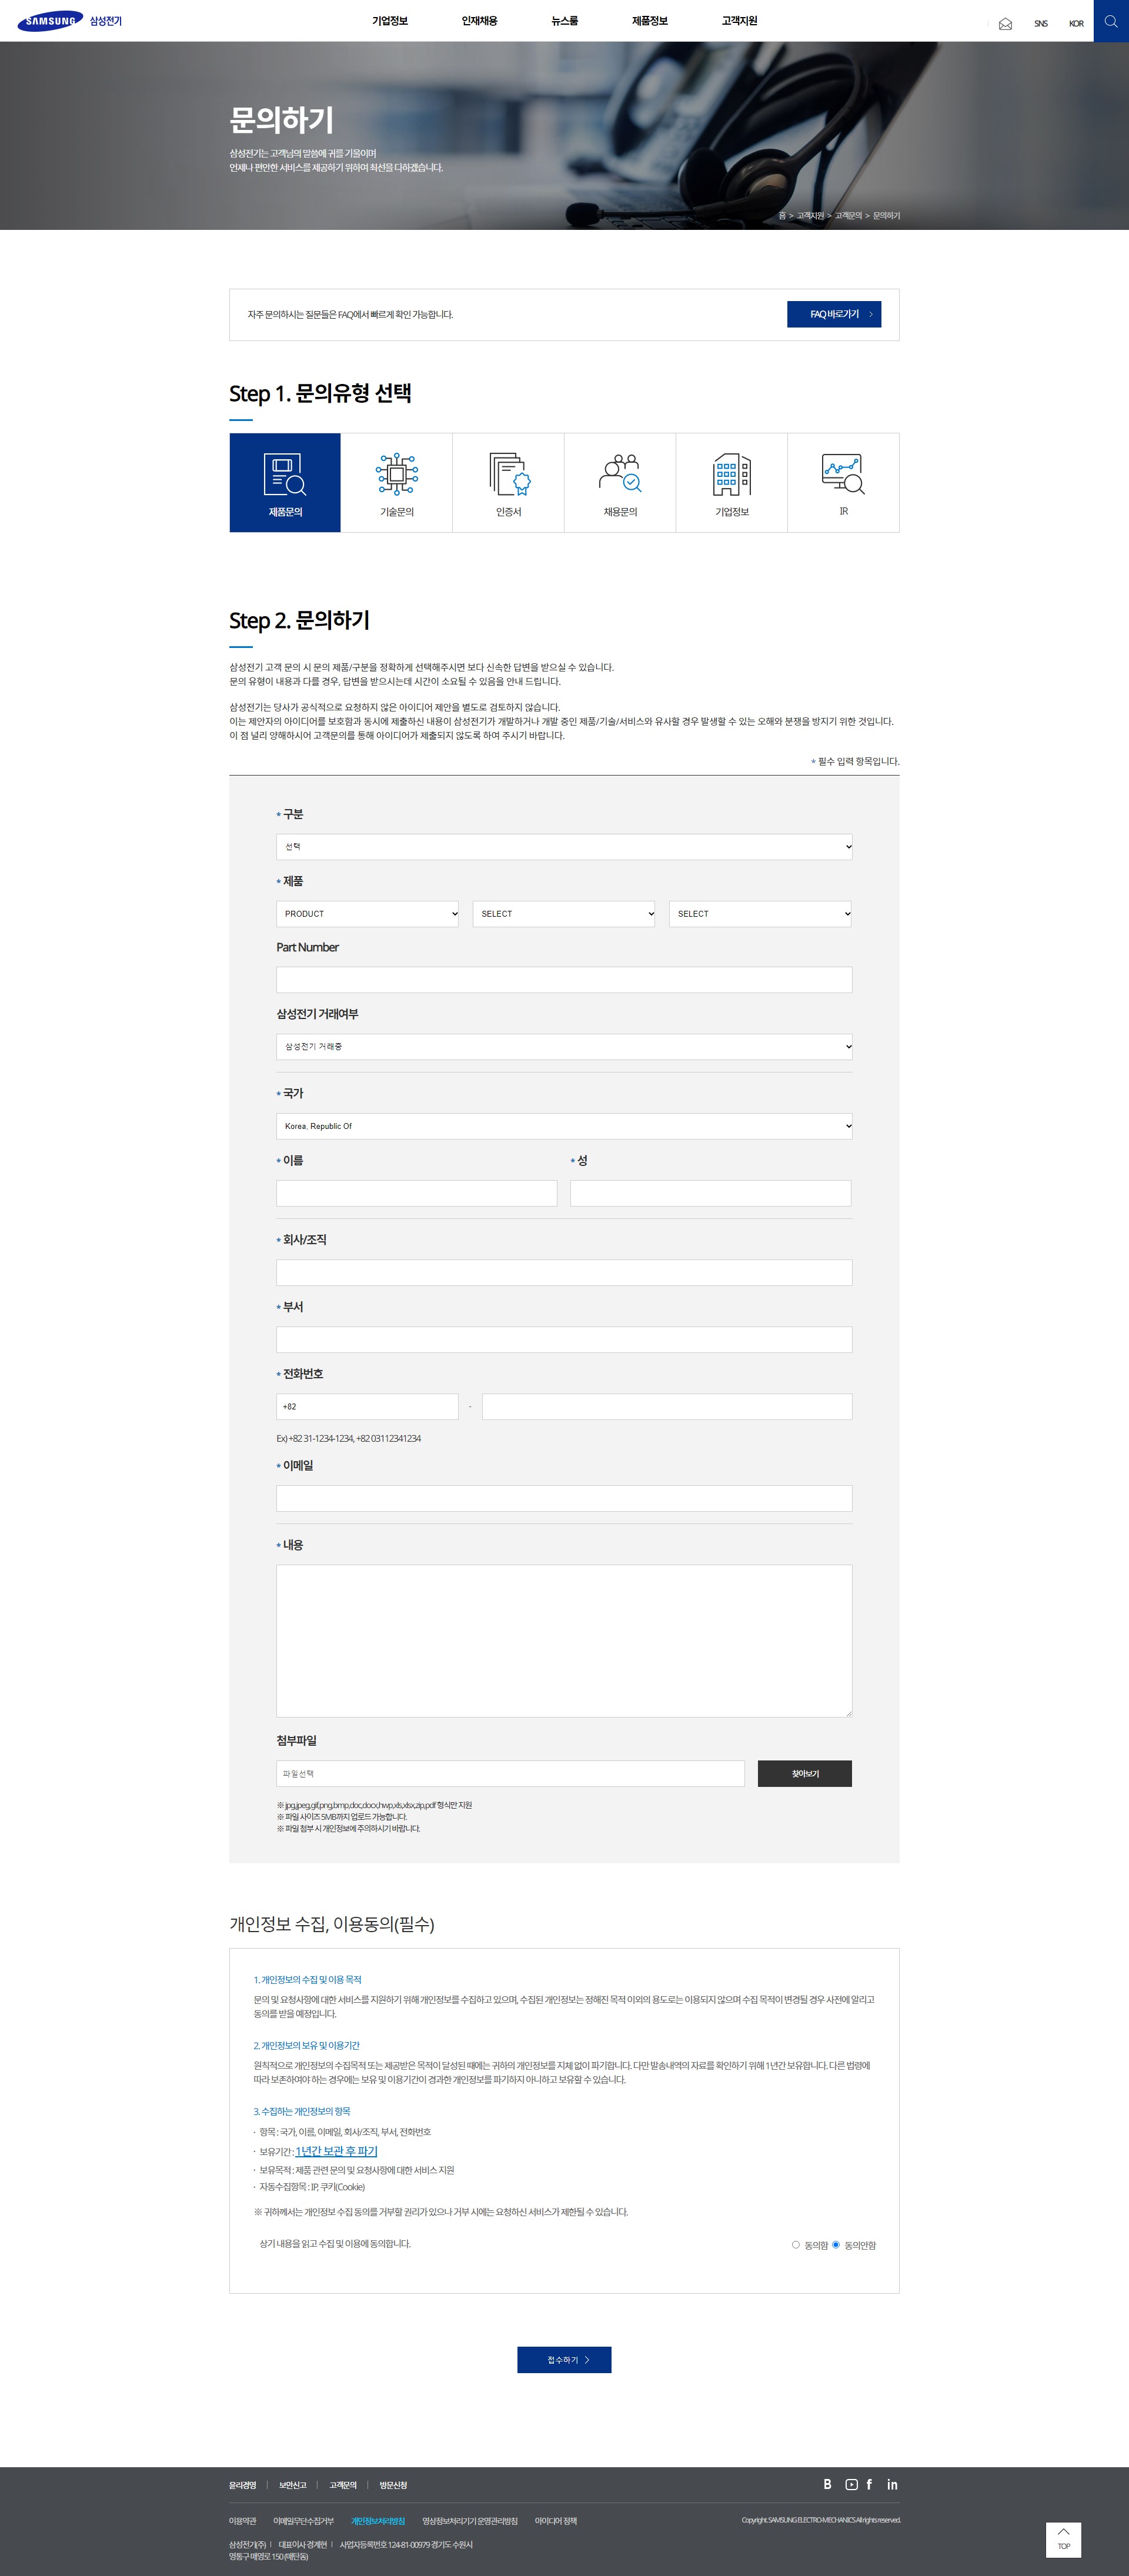 SAMSUNG 삼성전기
기업정보 인재채용 뉴스룸 제품정보 고객지원
SNS KOR
문의하기
삼성전기는 고객님의 말씀에 귀를 기울이며
언제나 편안한 서비스를 제공하기 위하여 최선을 다하겠습니다.
홈 > 고객지원 > 고객문의 > 문의하기
자주 문의하시는 질문들은 FAQ에서 빠르게 확인 가능합니다.
FAQ 바로가기
Step 1. 문의유형 선택
제품문의 기술문의 인증서 채용문의 기업정보 IR
Step 2. 문의하기
삼성전기 고객 문의 시 문의 제품/구분을 정확하게 선택해주시면 보다 신속한 답변을 받으실 수 있습니다.
문의 유형이 내용과 다를 경우, 답변을 받으시는데 시간이 소요될 수 있음을 안내 드립니다.
삼성전기는 당사가 공식적으로 요청하지 않은 아이디어 제안을 별도로 검토하지 않습니다.
이는 제안자의 아이디어를 보호함과 동시에 제출하신 내용이 삼성전기가 개발하거나 개발 중인 제품/기술/서비스와 유사할 경우 발생할 수 있는 오해와 분쟁을 방지기 위한 것입니다.
이 점 널리 양해하시어 고객문의를 통해 아이디어가 제출되지 않도록 하여 주시기 바랍니다.
* 필수 입력 항목입니다.
* 구분
선택
* 제품
PRODUCT SELECT SELECT
Part Number
삼성전기 거래여부
삼성전기 거래중
* 국가
Korea, Republic Of
* 이름 * 성
* 회사/조직
* 부서
* 전화번호
+82 -
Ex) +82 31-1234-1234, +82 03112341234
* 이메일
* 내용
첨부파일
파일선택 찾아보기
※ jpg,jpeg,gif,png,bmp,doc,docx,hwp,xls,xlsx,zip,pdf 형식만 지원
※ 파일 사이즈 5MB까지 업로드 가능합니다.
※ 파일 첨부 시 개인정보에 주의하시기 바랍니다.
개인정보 수집, 이용동의(필수)
1. 개인정보의 수집 및 이용 목적
문의 및 요청사항에 대한 서비스를 지원하기 위해 개인정보를 수집하고 있으며, 수집된 개인정보는 정해진 목적 이외의 용도로는 이용되지 않으며 수집 목적이 변경될 경우 사전에 알리고
동의를 받을 예정입니다.
2. 개인정보의 보유 및 이용기간
원칙적으로 개인정보의 수집목적 또는 제공받은 목적이 달성된 때에는 귀하의 개인정보를 지체 없이 파기합니다. 다만 발송내역의 자료를 확인하기 위해 1년간 보유합니다. 다른 법령에
따라 보존하여야 하는 경우에는 보유 및 이용기간이 경과한 개인정보를 파기하지 아니하고 보유할 수 있습니다.
3. 수집하는 개인정보의 항목
· 항목 : 국가, 이름, 이메일, 회사/조직, 부서, 전화번호
· 보유기간 : 1년간 보관 후 파기
· 보유목적 : 제품 관련 문의 및 요청사항에 대한 서비스 지원
· 자동수집항목 : IP, 쿠키(Cookie)
※ 귀하께서는 개인정보 수집 동의를 거부할 권리가 있으나 거부 시에는 요청하신 서비스가 제한될 수 있습니다.
상기 내용을 읽고 수집 및 이용에 동의합니다.
동의함 동의안함
접수하기
윤리경영 보안신고 고객문의 방문신청
이용약관 이메일무단수집거부 개인정보처리방침 영상정보처리기기 운영관리방침 아이디어 정책
Copyright. SAMSUNG ELECTRO-MECHANICS All rights reserved.
삼성전기(주) 대표이사 경계현 사업자등록번호 124-81-00979 경기도 수원시
영통구 매영로 150 (매탄동)
TOP